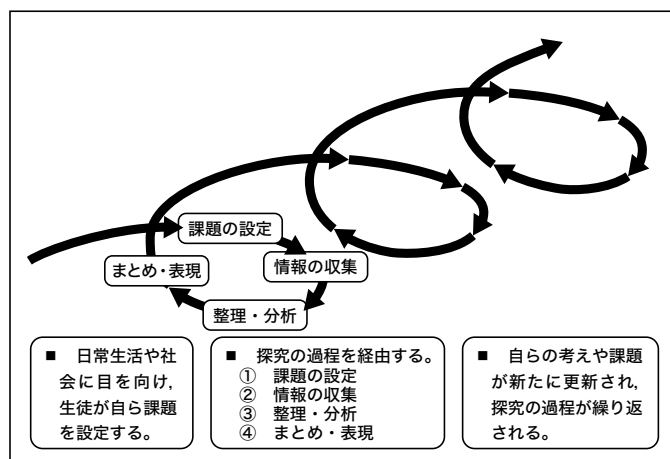 課題の設定
情報の収集
まとめ・表現
整理・分析
■ 日常生活や社
会に目を向け,
生徒が自ら課題
を設定する。
■ 探究の過程を経由する。
① 課題の設定
② 情報の収集
③ 整理・分析
④ まとめ・表現
■ 自らの考えや課題
が新たに更新され,
探究の過程が繰り返
される。